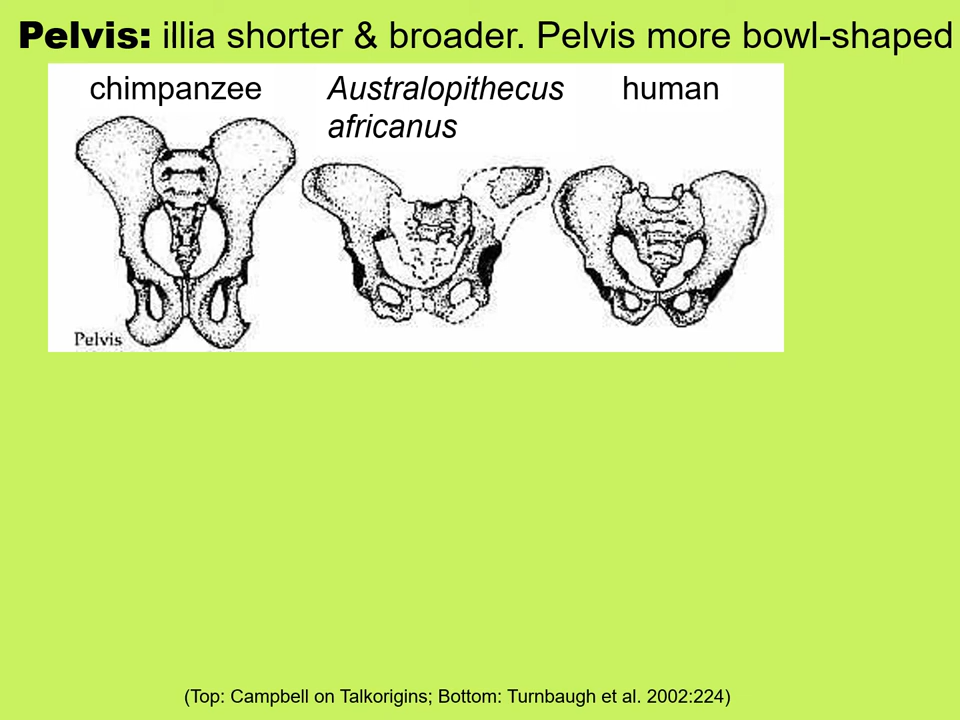 Pelvis: illia shorter & broader. Pelvis more bowl-shaped
chimpanzee
Australopithecus
africanus
human
Pelvis
(Top: Campbell on Talkorigins; Bottom: Turnbaugh et al. 2002:224)